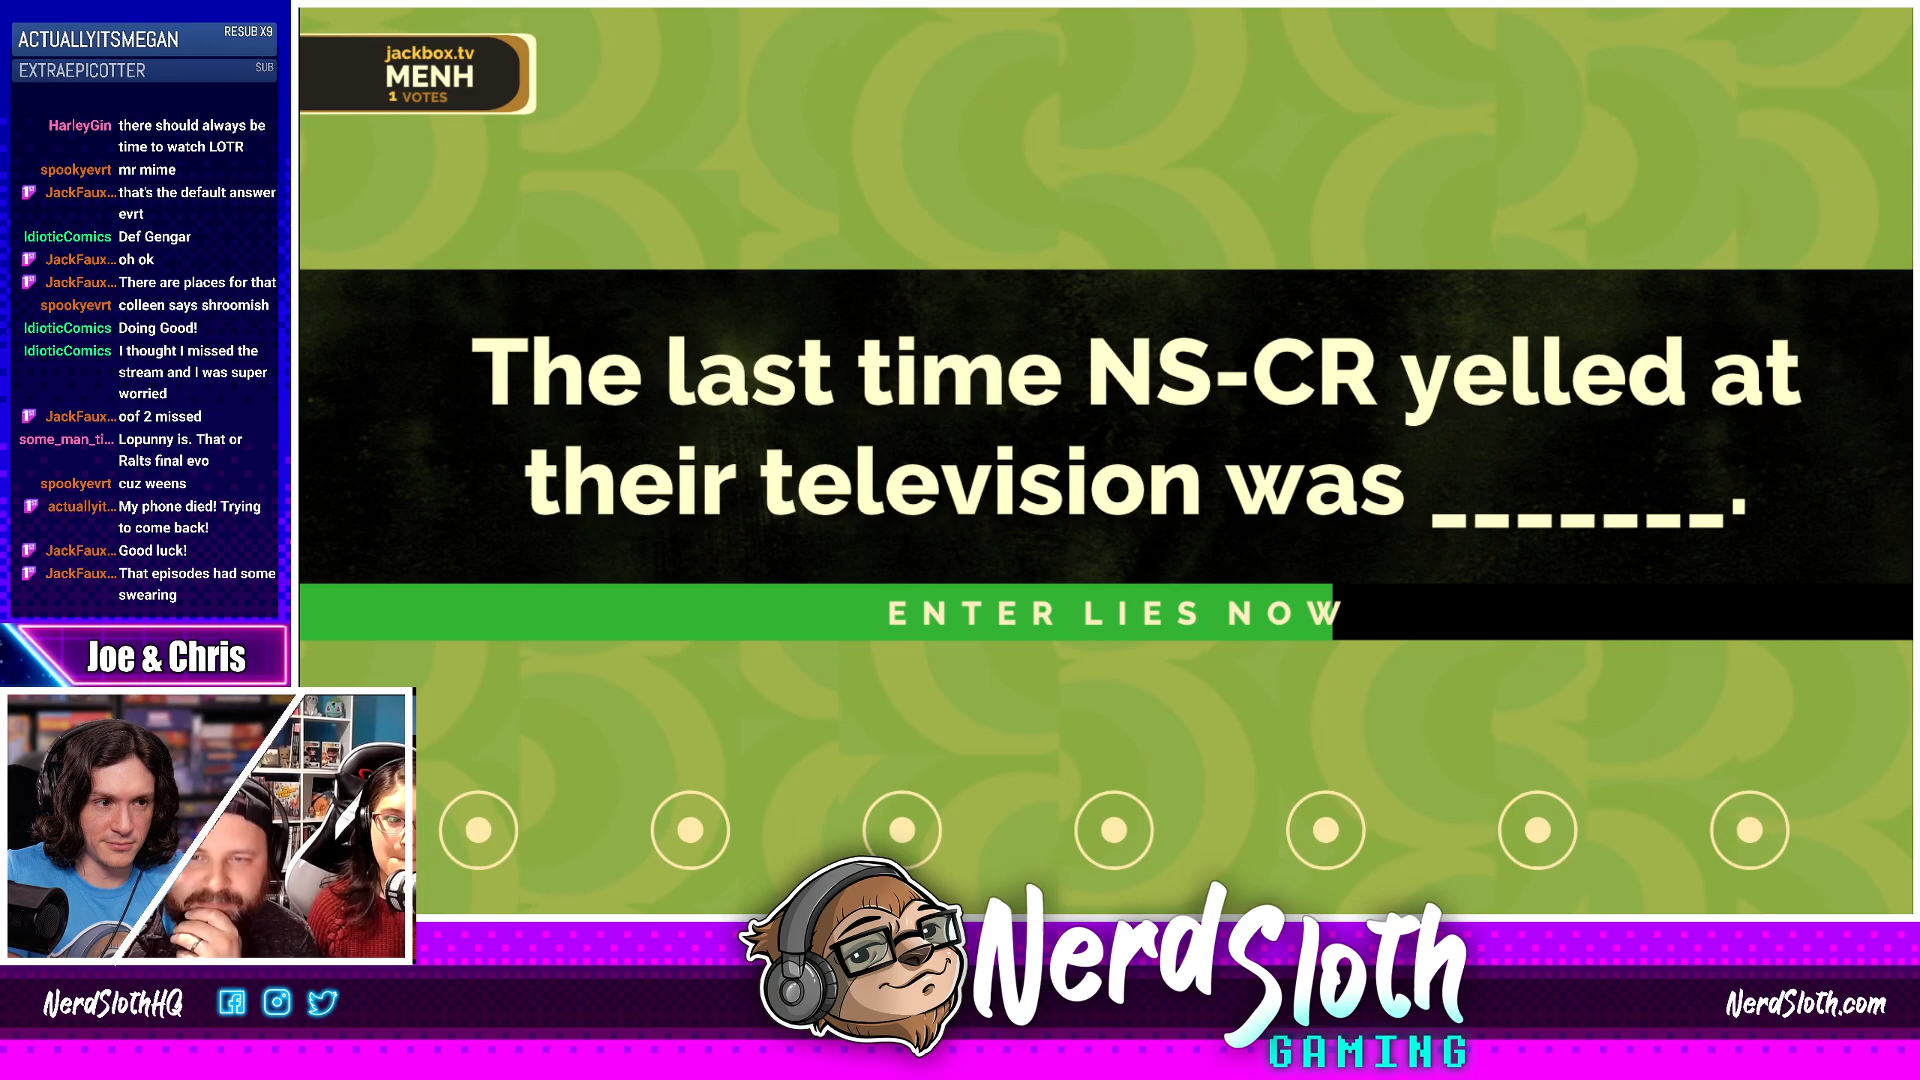 ACTUALLYITSMEGAN RESUB X9
EXTRAEPICOTTER SUB
HarleyGin there should always be
time to watch LOTR
spookyevrt mr mime
JackFaux... that's the default answer
evrt
IdioticComics Def Gengar
JackFaux... oh ok
JackFaux... There are places for that
spookyevrt colleen says shroomish
IdioticComics Doing Good!
IdioticComics I thought I missed the
stream and I was super
worried
JackFaux... oof 2 missed
some_man_ti... Lopunny is. That or
Ralts final evo
spookyevrt cuz weens
actuallyit... My phone died! Trying
to come back!
JackFaux... Good luck!
JackFaux... That episodes had some
swearing
Joe & Chris
jackbox.tv
MENH
1 VOTES
The last time NS-CR yelled at
their television was _______.
ENTER LIES NOW
NerdSloth
GAMING
NerdSlothHQ
NerdSloth.com